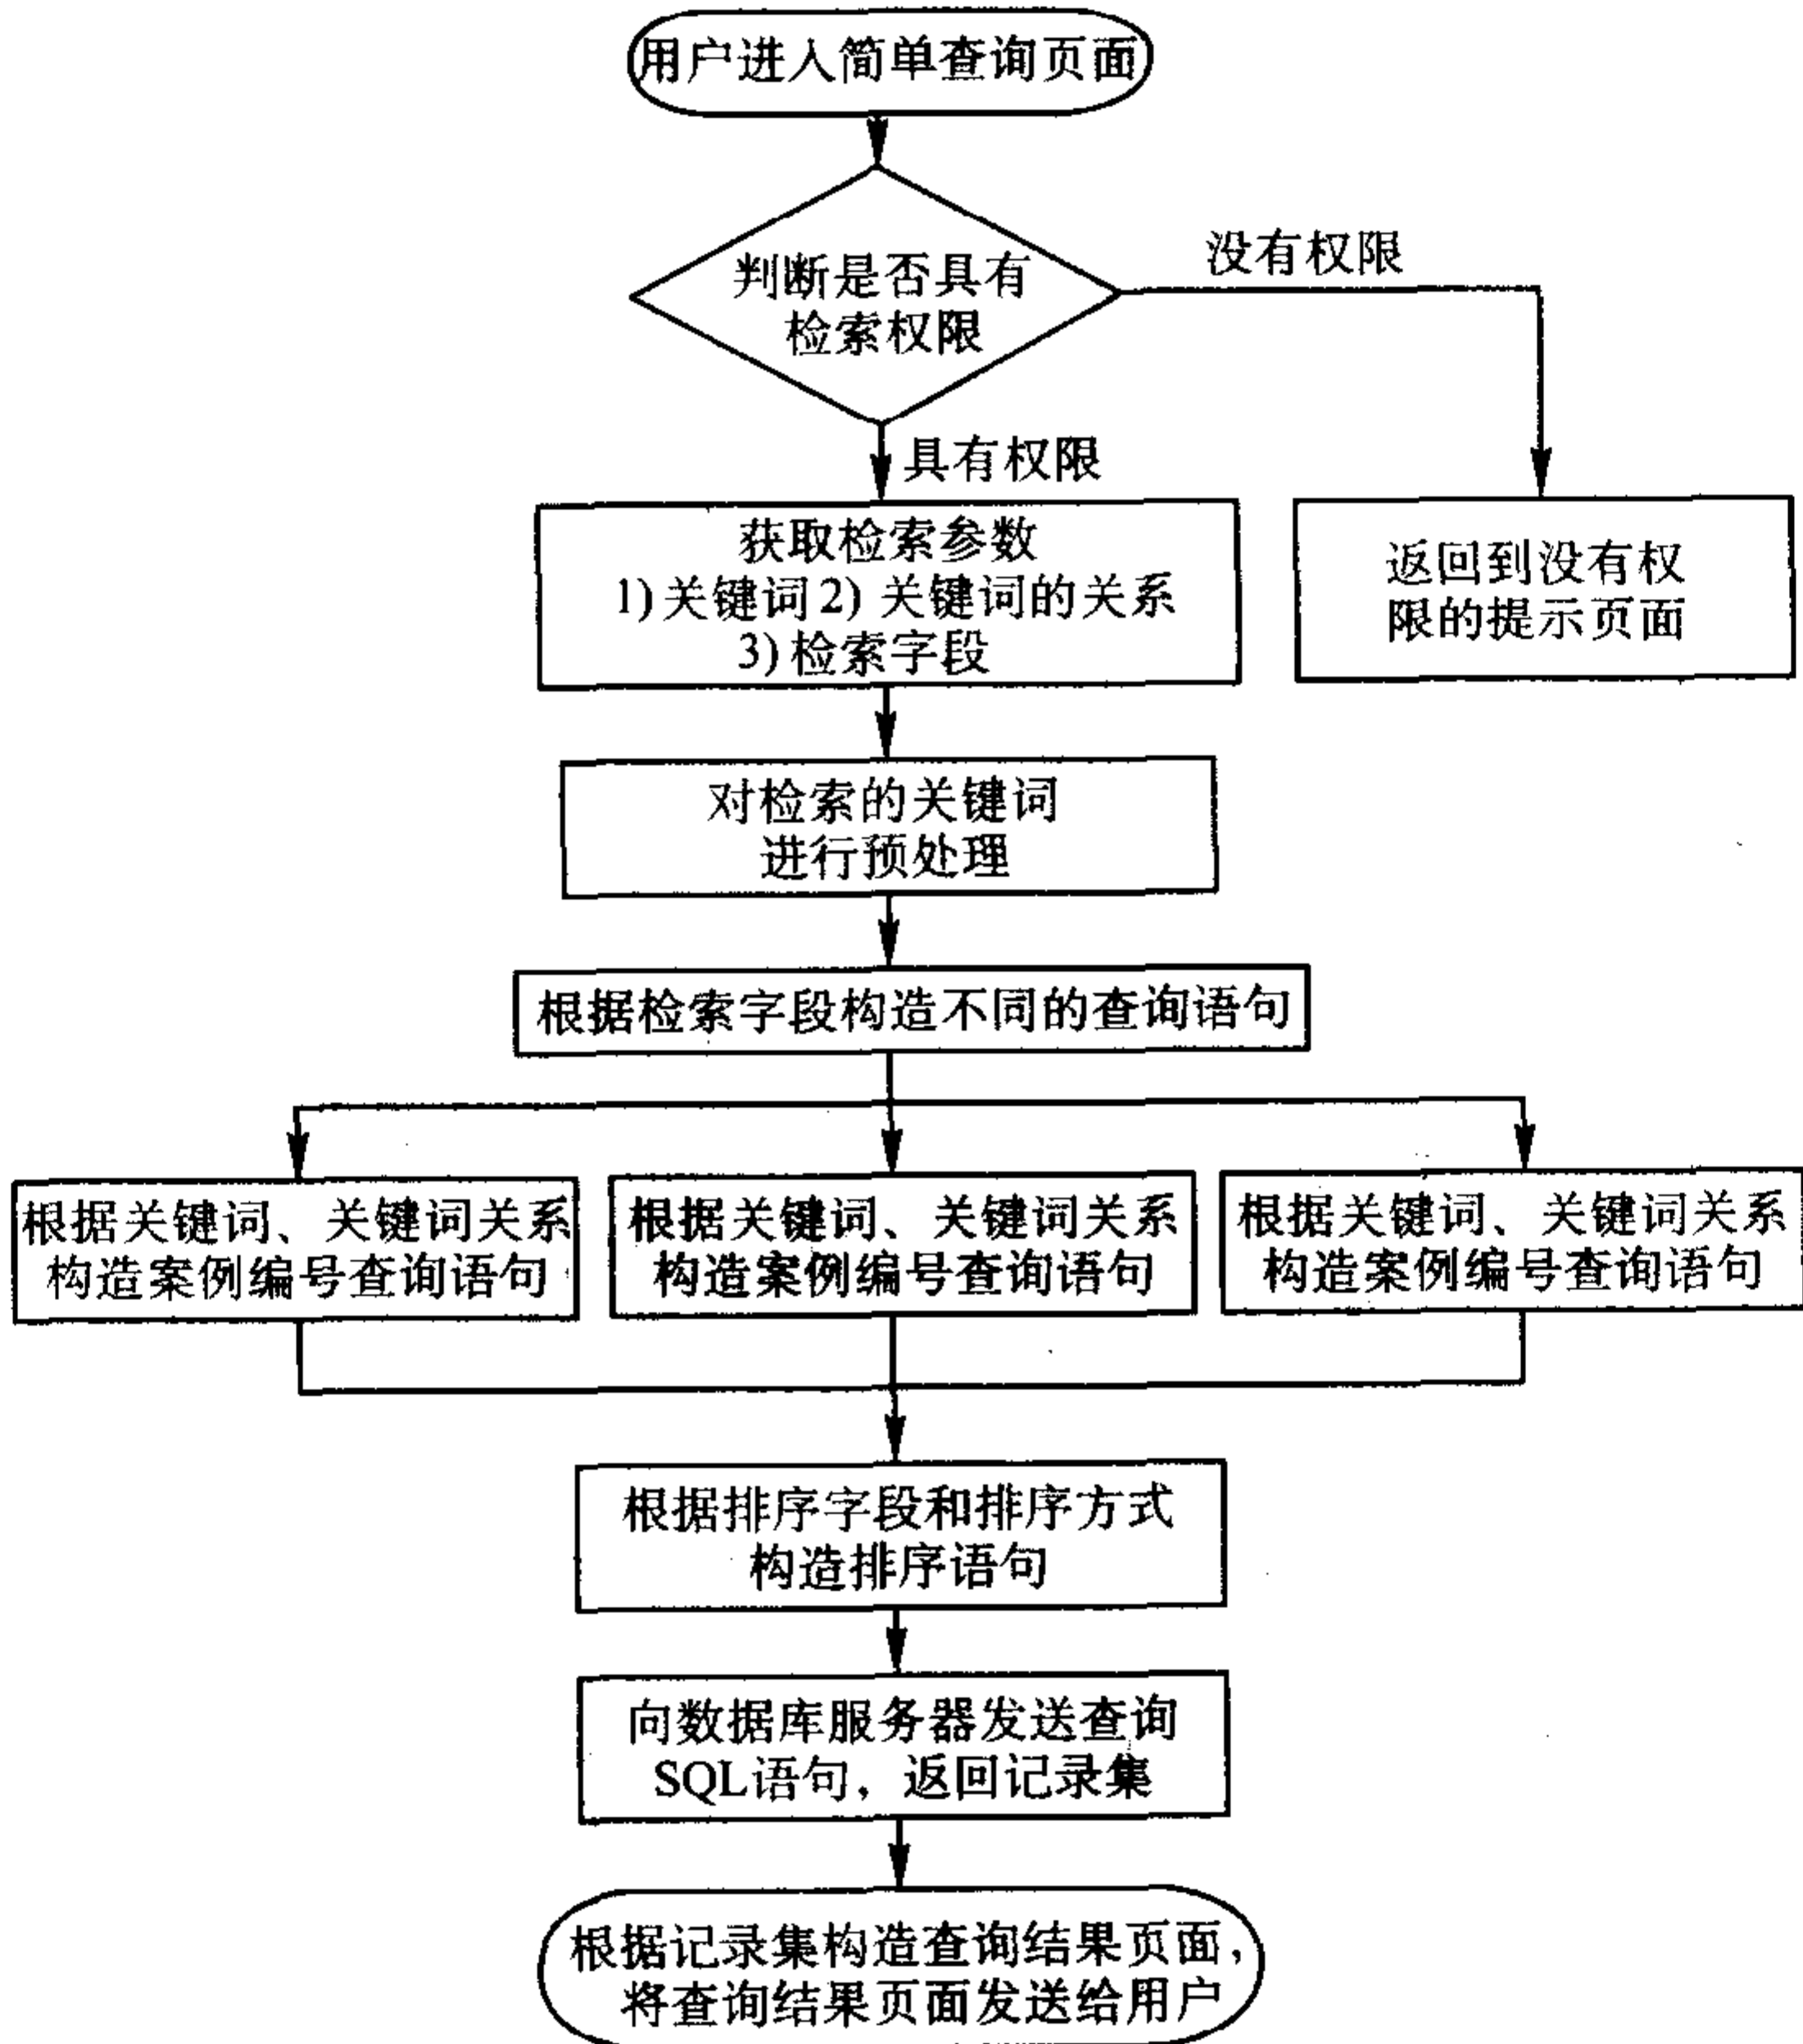 用户进入简单查询页面
判断是否具有
检索权限
没有权限
具有权限
获取检索参数
1)关键词2) 关键词的关系
3)检索字段
返回到没有权
限的提示页面
对检索的关键词
进行预处理
根据检索字段构造不同的查询语句
根据关键词、关键词关系
构造案例编号查询语句
根据关键词、关键词关系
构造案例编号查询语句
根据关键词、关键词关系
构造案例编号查询语句
根据排序字段和排序方式
构造排序语句
向数据库服务器发送查询
SQL语句，返回记录集
根据记录集构造查询结果页面，
将查询结果页面发送给用户